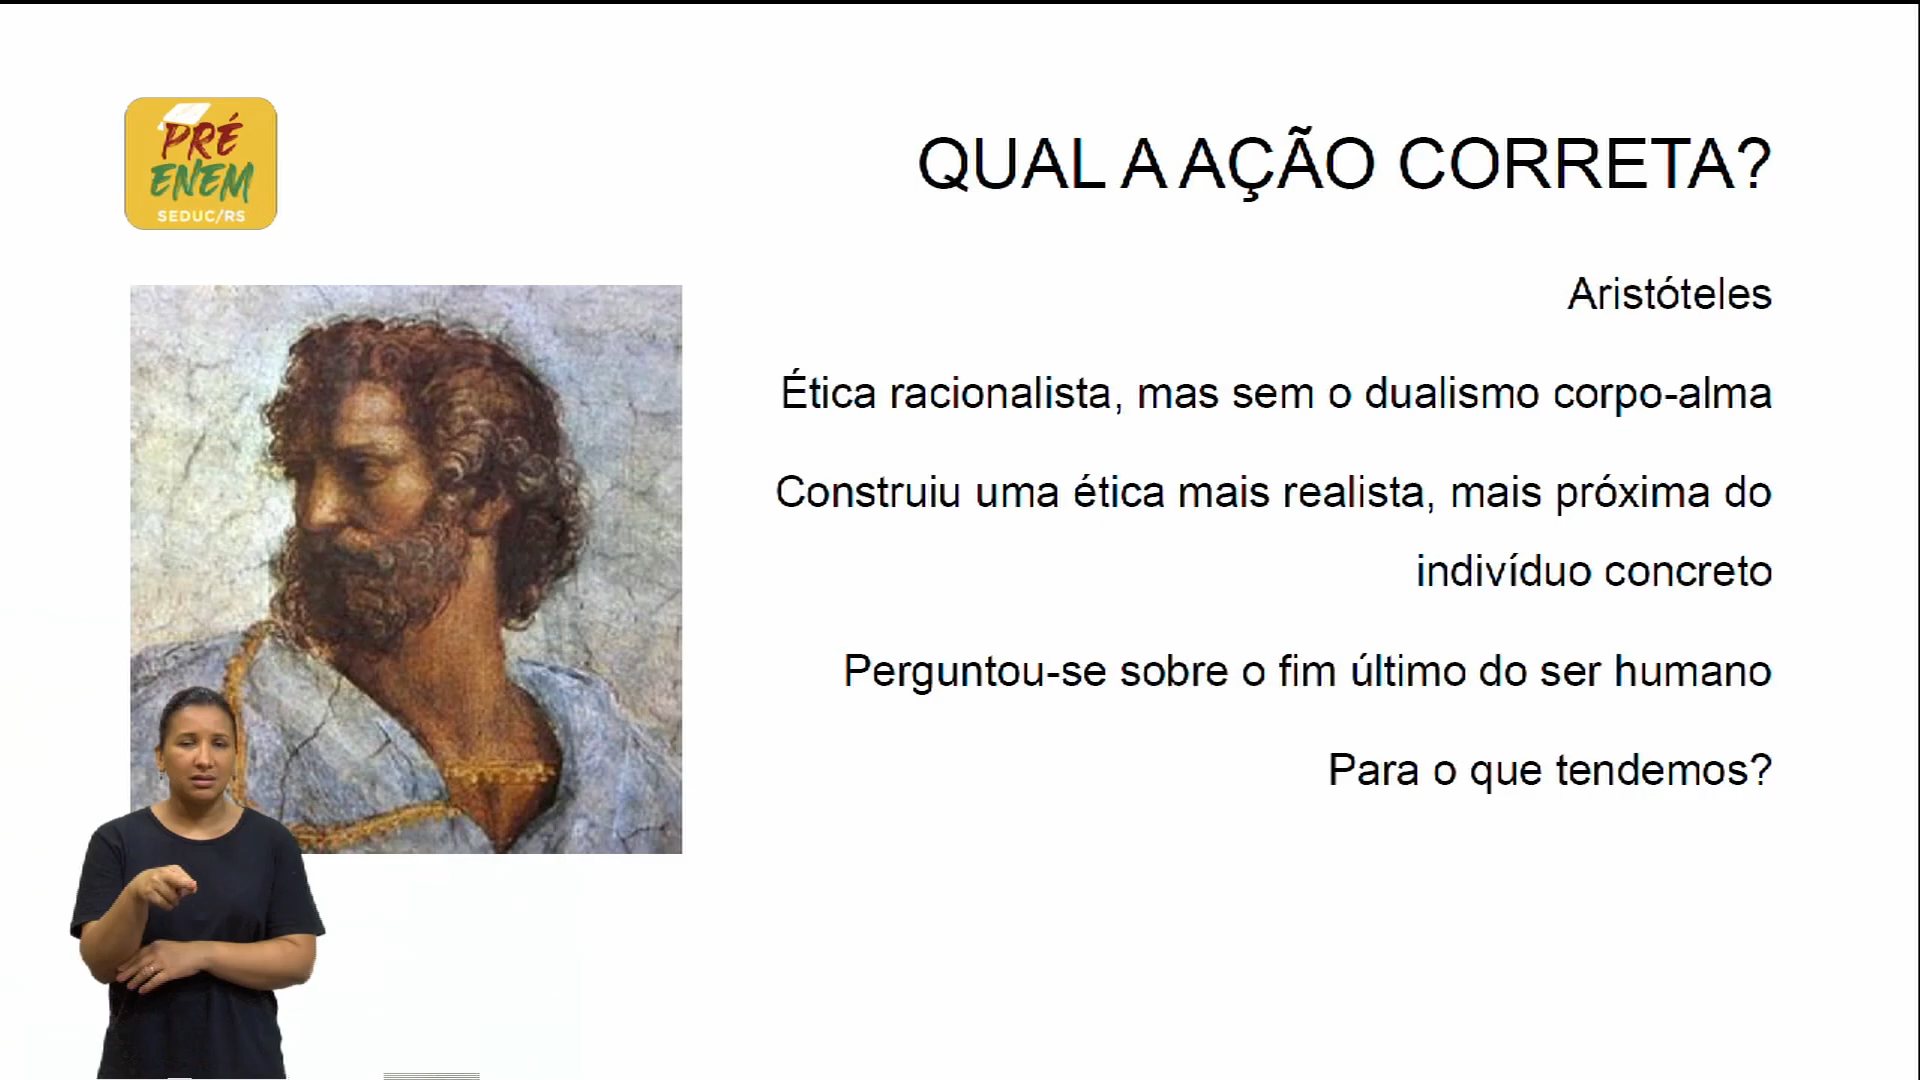 PRÉ
ENEM
SEDUC/RS
QUAL A AÇÃO CORRETA?
Aristóteles
Ética racionalista, mas sem o dualismo corpo-alma
Construiu uma ética mais realista, mais próxima do
indivíduo concreto
Perguntou-se sobre o fim último do ser humano
Para o que tendemos?